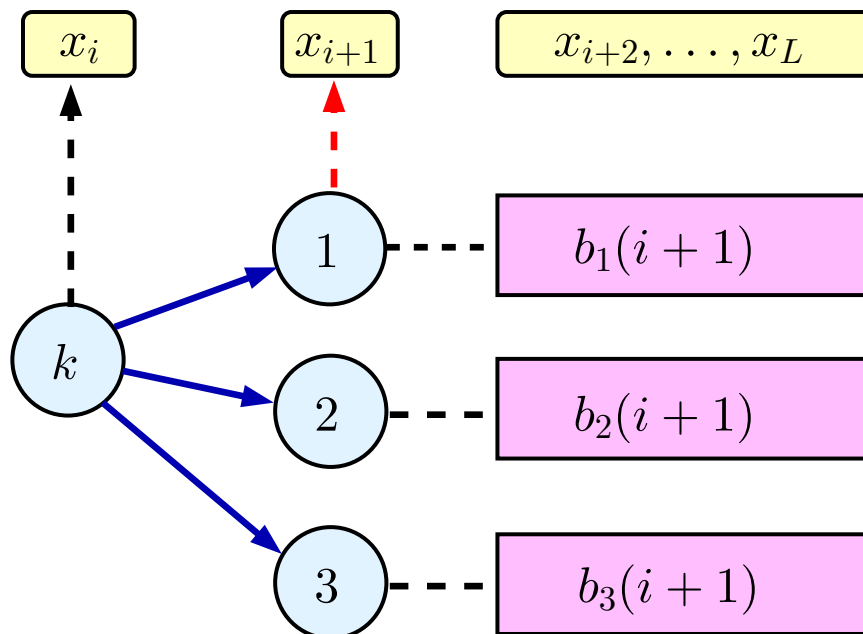 x_i x_{i+1} x_{i+2}, ..., x_L
1 b_1(i + 1)
k
2 b_2(i + 1)
3 b_3(i + 1)